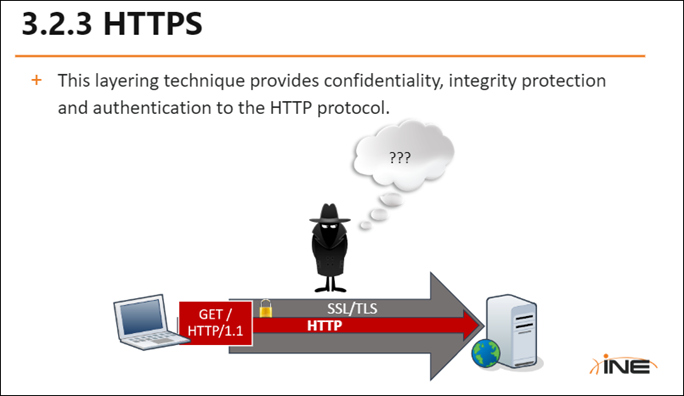 3.2.3 HTTPS
+ This layering technique provides confidentiality, integrity protection
and authentication to the HTTP protocol.
???
SSL/TLS
GET /
HTTP/1.1
HTTP
iNE